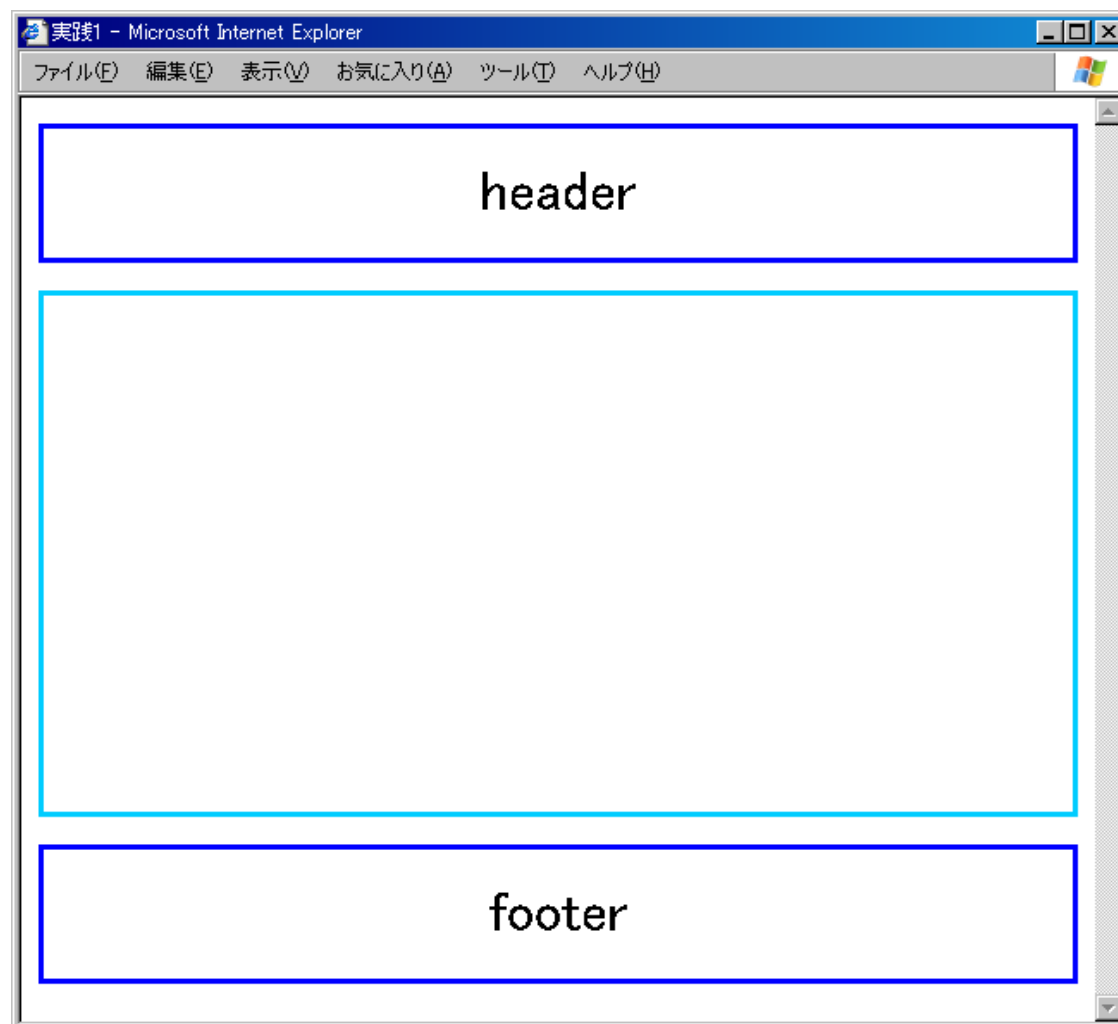 実践1 - Microsoft Internet Explorer
ファイル(F) 編集(E) 表示(V) お気に入り(A) ツール(T) ヘルプ(H)
header
footer